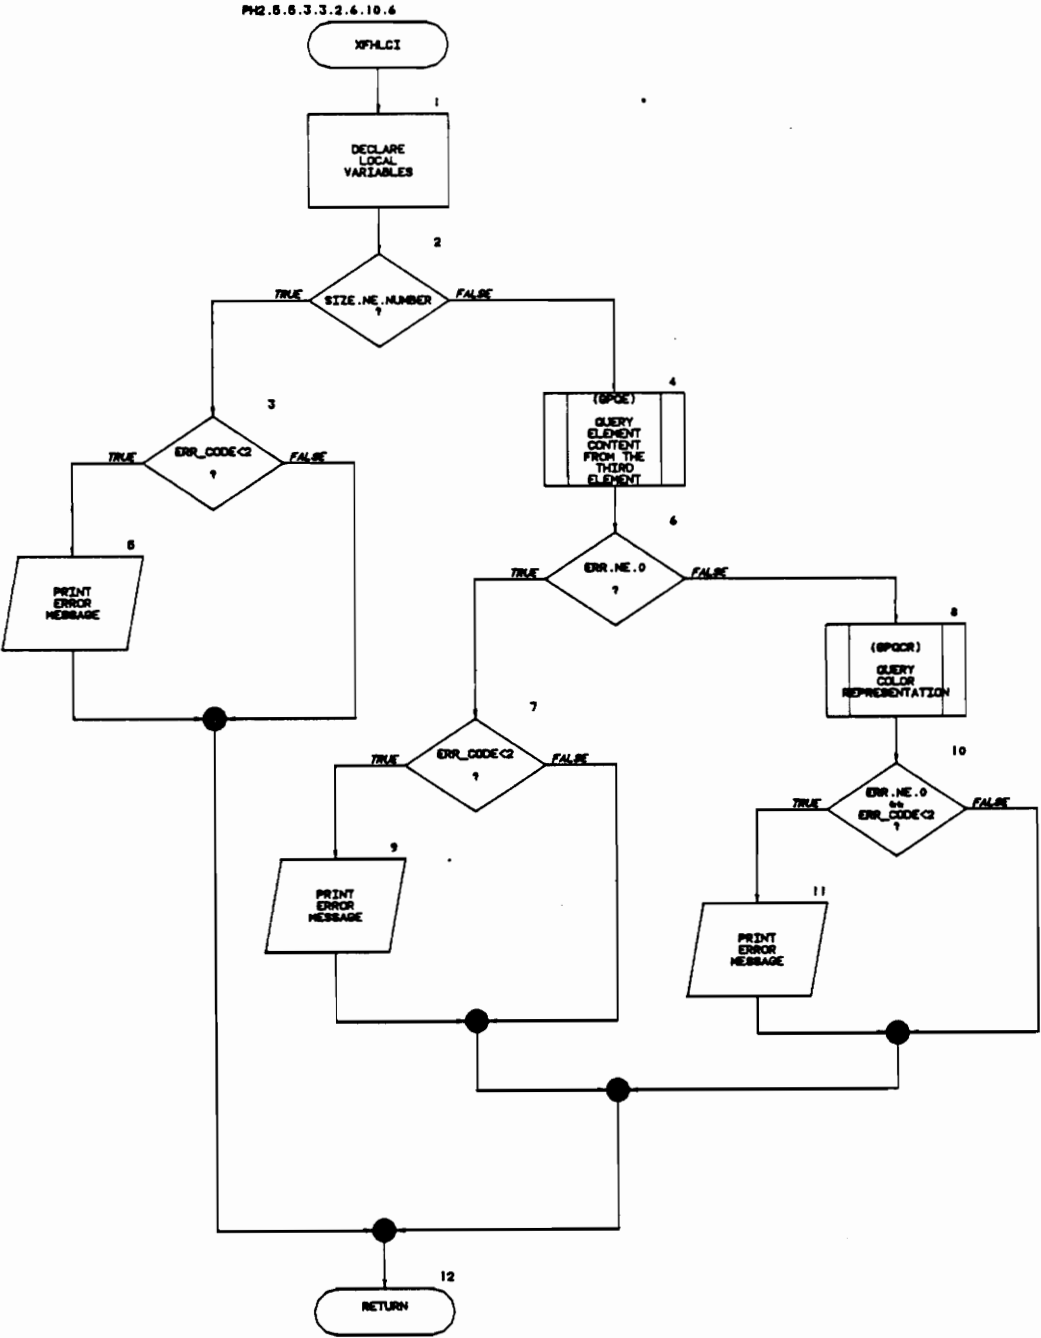 PH2.5.5.3.3.2.6.10.6
XFHLCI
1
DECLARE
LOCAL
VARIABLES
2
TRUE
SIZE.NE.NUMBER
?
FALSE
3
TRUE
ERR_CODE<2
?
FALSE
4
(GPQE)
QUERY
ELEMENT
CONTENT
FROM THE
THIRD
ELEMENT
5
PRINT
ERROR
MESSAGE
6
TRUE
ERR.NE.0
?
FALSE
7
TRUE
ERR_CODE<2
?
FALSE
8
(GPQCR)
QUERY
COLOR
REPRESENTATION
9
PRINT
ERROR
MESSAGE
10
TRUE
ERR.NE.0
&&
ERR_CODE<2
?
FALSE
11
PRINT
ERROR
MESSAGE
12
RETURN